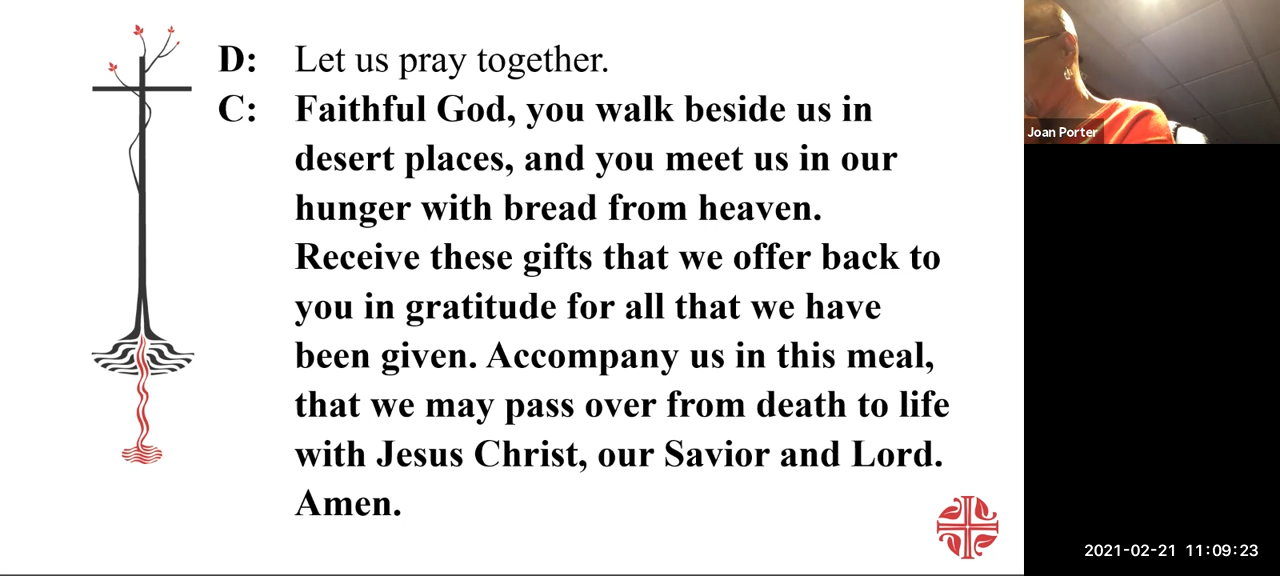 D: Let us pray together.
C: Faithful God, you walk beside us in
desert places, and you meet us in our
hunger with bread from heaven.
Receive these gifts that we offer back to
you in gratitude for all that we have
been given. Accompany us in this meal,
that we may pass over from death to life
with Jesus Christ, our Savior and Lord.
Amen.
Joan Porter
2021-02-21 11:09:23